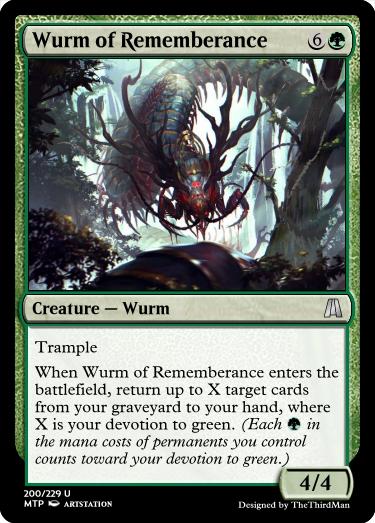 Wurm of Rememberance 6
Creature — Wurm
Trample
When Wurm of Rememberance enters the
battlefield, return up to X target cards
from your graveyard to your hand, where
X is your devotion to green. (Each in
the mana costs of permanents you control
counts toward your devotion to green.)
4/4
200/229 U
MTP ARTSTATION
Designed by TheThirdMan